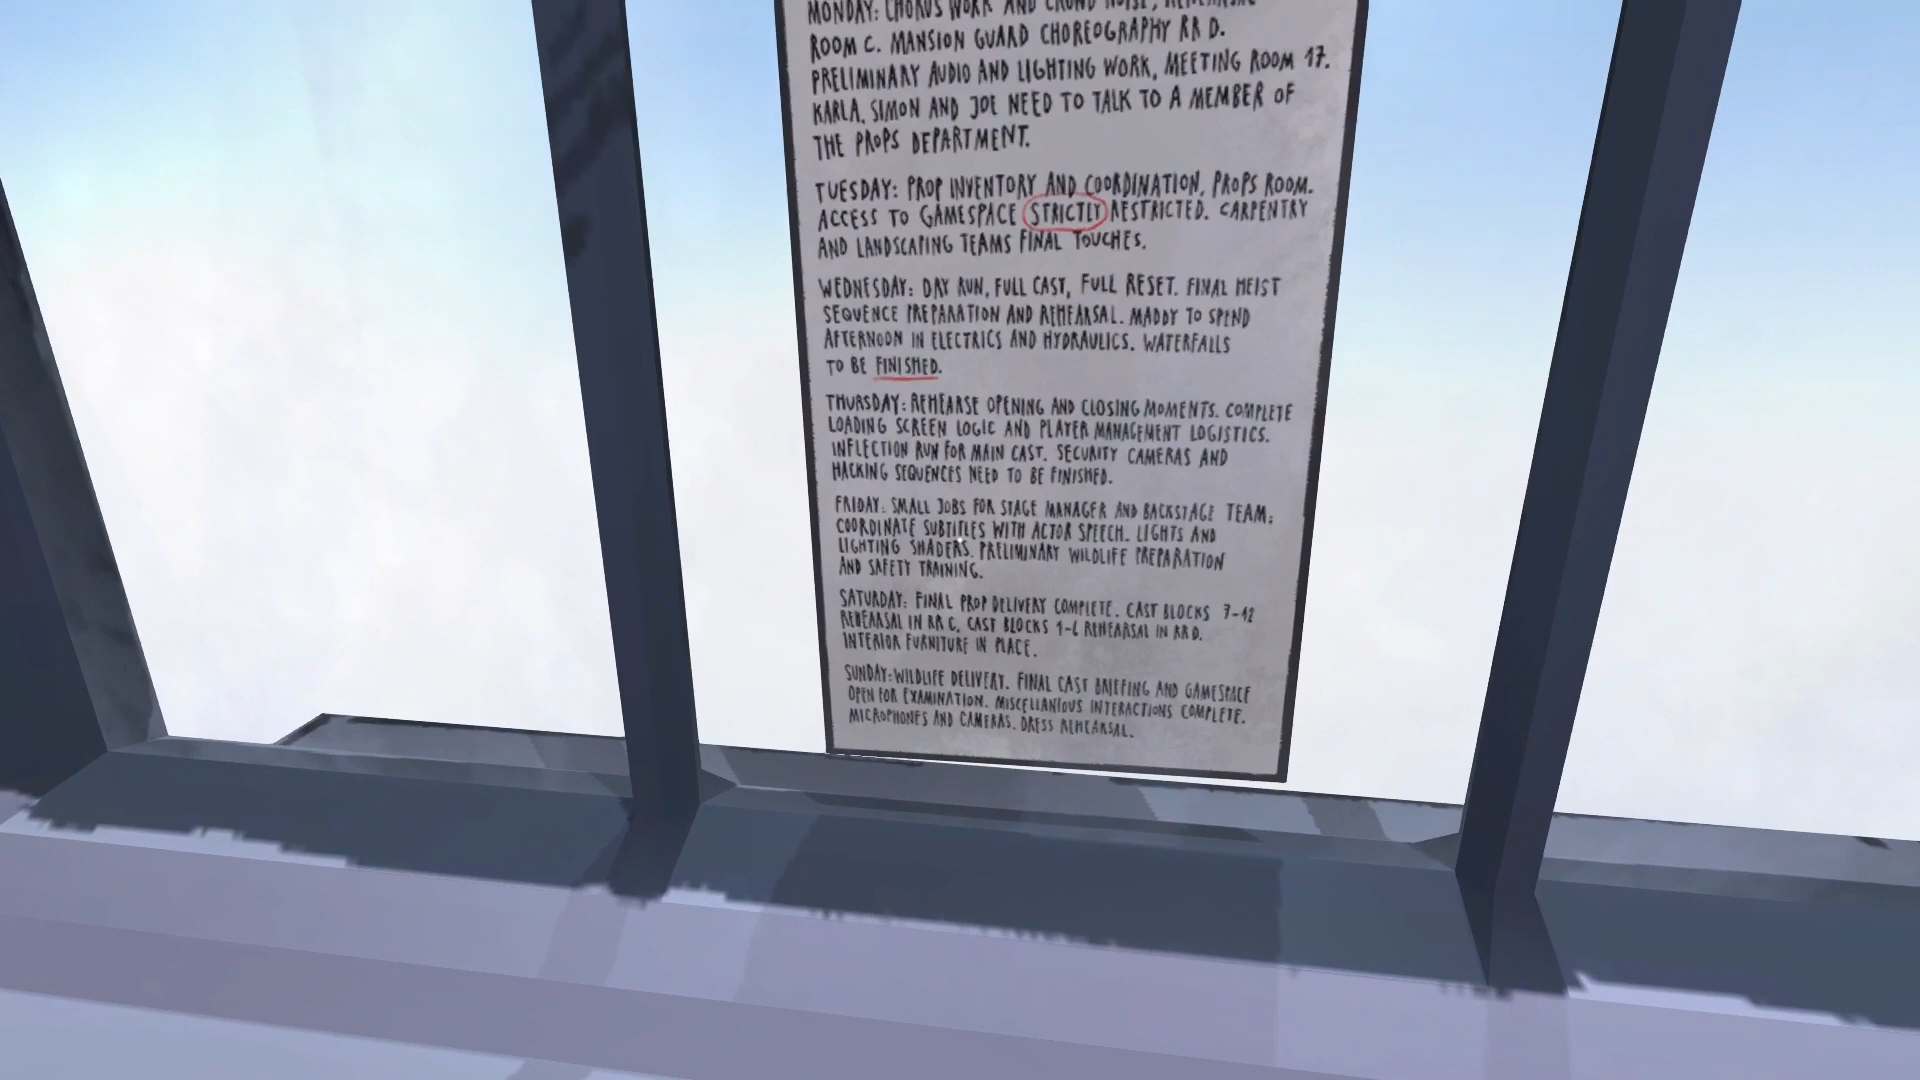 MONDAY: CHORUS WORK AND CROWD NOISE, REHEARSAL
ROOM C. MANSION GUARD CHOREOGRAPHY RR D.
PRELIMINARY AUDIO AND LIGHTING WORK, MEETING ROOM 17.
KARLA, SIMON AND JOE NEED TO TALK TO A MEMBER OF
THE PROPS DEPARTMENT.
TUESDAY: PROP INVENTORY AND COORDINATION, PROPS ROOM.
ACCESS TO GAMESPACE STRICTLY RESTRICTED. CARPENTRY
AND LANDSCAPING TEAMS FINAL TOUCHES.
WEDNESDAY: DAY RUN, FULL CAST, FULL RESET. FINAL HEIST
SEQUENCE PREPARATION AND REHEARSAL. MADDY TO SPEND
AFTERNOON IN ELECTRICS AND HYDRAULICS. WATERFALLS
TO BE FINISHED.
THURSDAY: REHEARSE OPENING AND CLOSING MOMENTS. COMPLETE
LOADING SCREEN LOGIC AND PLAYER MANAGEMENT LOGISTICS.
INFLECTION RUN FOR MAIN CAST. SECURITY CAMERAS AND
HACKING SEQUENCES NEED TO BE FINISHED.
FRIDAY: SMALL JOBS FOR STAGE MANAGER AND BACKSTAGE TEAM:
COORDINATE SUBTITLES WITH ACTOR SPEECH. LIGHTS AND
LIGHTING SHADERS. PRELIMINARY WILDLIFE PREPARATION
AND SAFETY TRAINING.
SATURDAY: FINAL PROP DELIVERY COMPLETE. CAST BLOCKS 7-12
REHEARSAL IN RR C, CAST BLOCKS 1-6 REHEARSAL IN RR D.
INTERIOR FURNITURE IN PLACE.
SUNDAY: WILDLIFE DELIVERY. FINAL CAST BRIEFING AND GAMESPACE
OPEN FOR EXAMINATION. MISCELLANIOUS INTERACTIONS COMPLETE.
MICROPHONES AND CAMERAS. DRESS REHEARSAL.